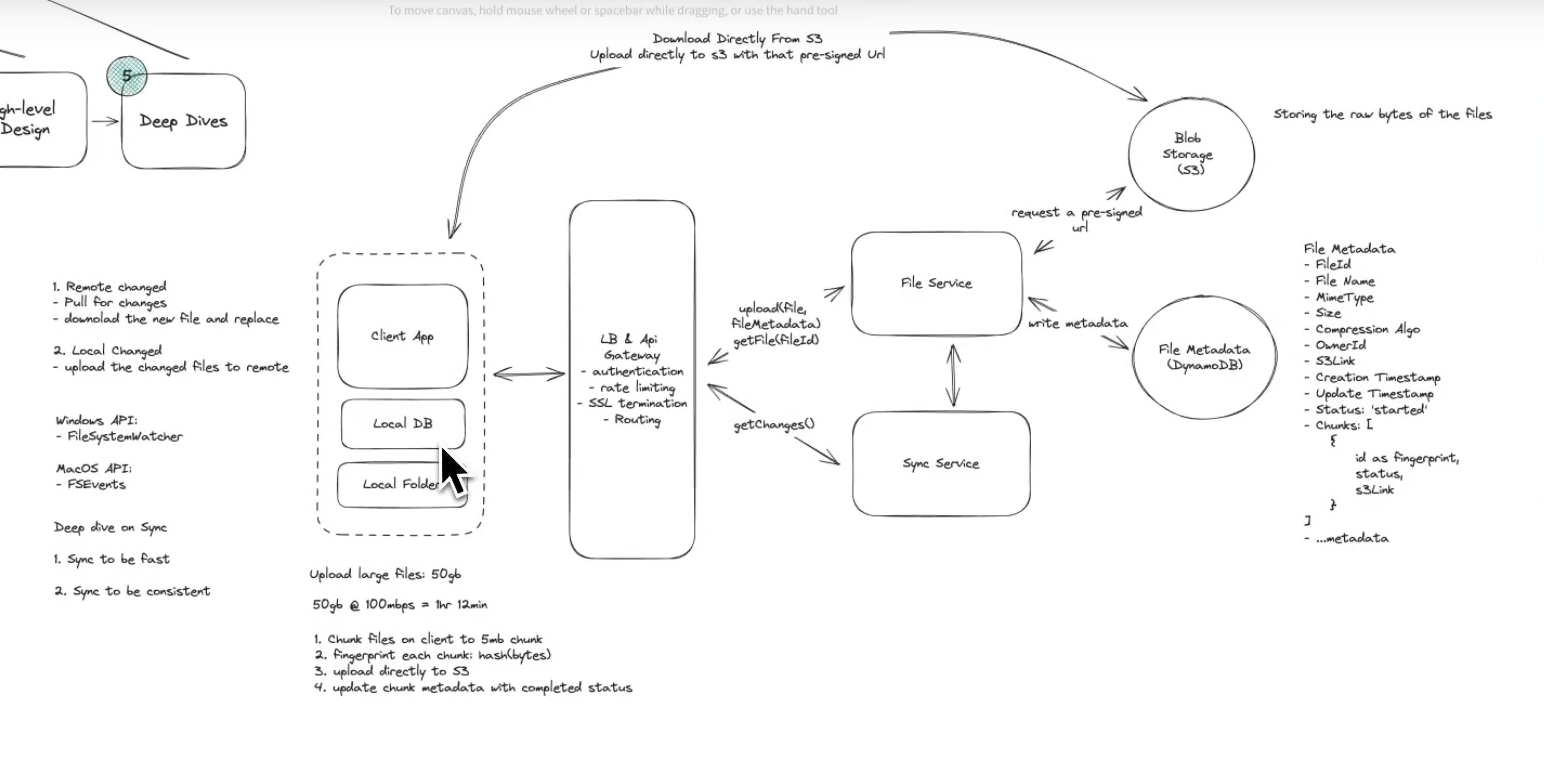 To move canvas, hold mouse wheel or spacebar while dragging, or use the hand tool
gh-level
Design
5
Deep Dives
Download Directly From S3
Upload directly to s3 with that pre-signed Url
Blob
Storage
(S3)
Storing the raw bytes of the files
request a pre-signed
url
1. Remote changed
- Pull for changes
- downolad the new file and replace
2. Local Changed
- upload the changed files to remote
Windows API:
- FileSystemWatcher
MacOS API:
- FSEvents
Deep dive on Sync
1. Sync to be fast
2. Sync to be consistent
Client App
Local DB
Local Folder
LB & Api
Gateway
- authentication
- rate limiting
- SSL termination
- Routing
upload(file,
fileMetadata)
getFile(fileId)
getChanges()
File Service
Sync Service
write metadata
File Metadata
(DynamoDB)
File Metadata
- FileId
- File Name
- MimeType
- Size
- Compression Algo
- OwnerId
- S3Link
- Creation Timestamp
- Update Timestamp
- Status: 'started'
- Chunks: [
{
id as fingerprint,
status,
s3Link
}
]
- ...metadata
Upload large files: 50gb
50gb @ 100mbps = 1hr 12min
1. Chunk files on client to 5mb chunk
2. fingerprint each chunk: hash(bytes)
3. upload directly to S3
4. update chunk metadata with completed status